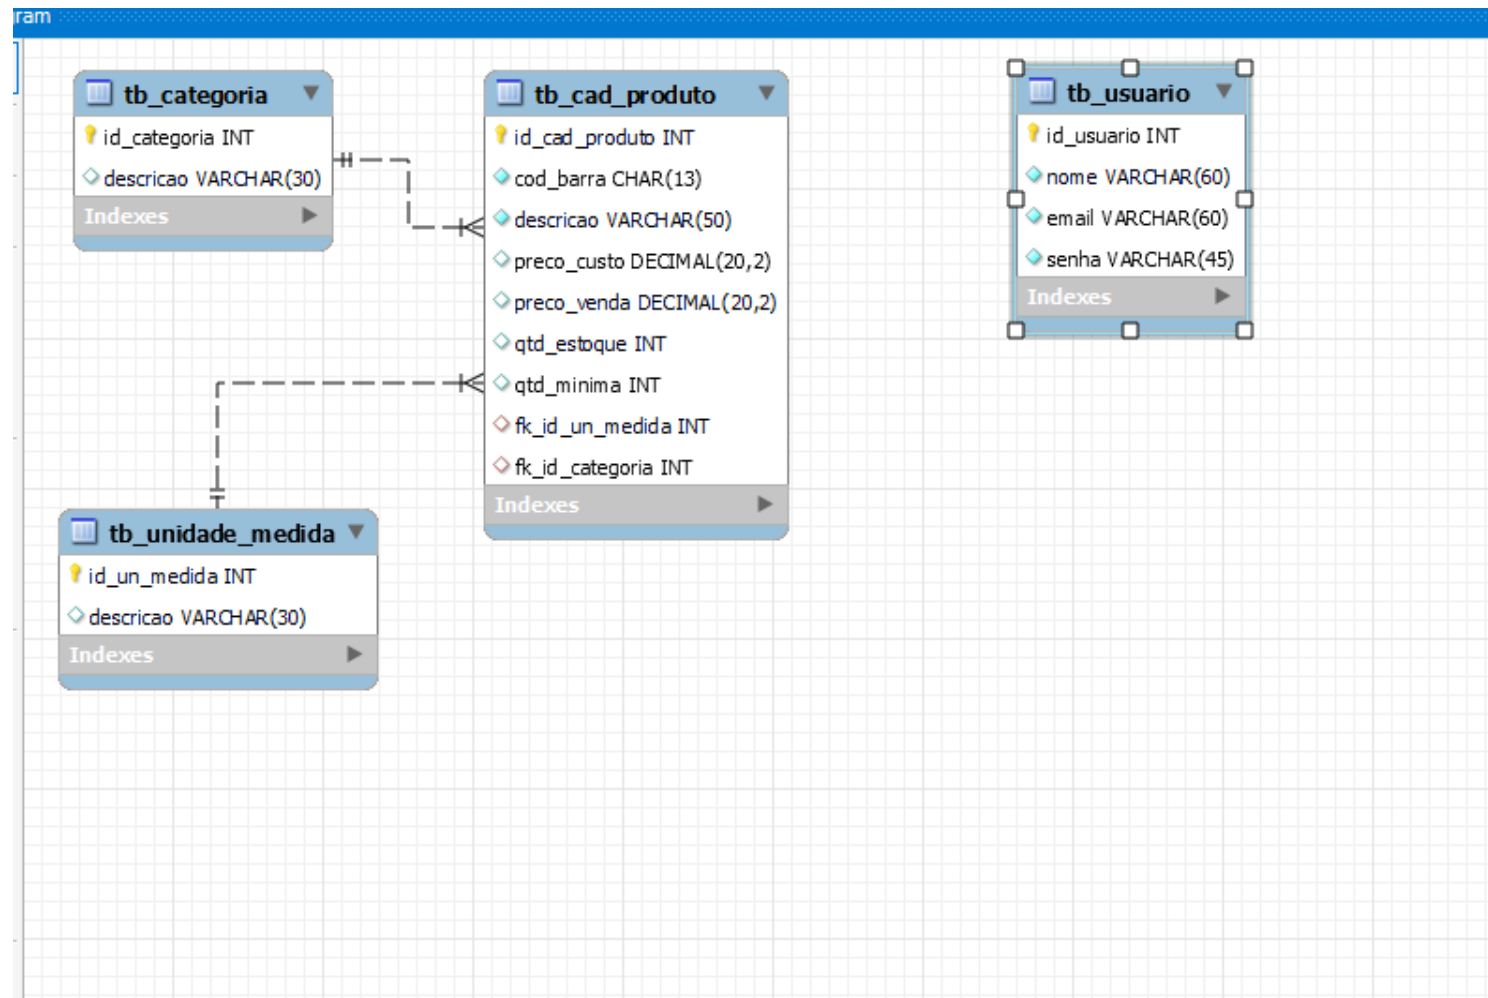 gram
tb_categoria
id_categoria INT
descricao VARCHAR(30)
Indexes
tb_cad_produto
id_cad_produto INT
cod_barra CHAR(13)
descricao VARCHAR(50)
preco_custo DECIMAL(20,2)
preco_venda DECIMAL(20,2)
qtd_estoque INT
qtd_minima INT
fk_id_un_medida INT
fk_id_categoria INT
Indexes
tb_usuario
id_usuario INT
nome VARCHAR(60)
email VARCHAR(60)
senha VARCHAR(45)
Indexes
tb_unidade_medida
id_un_medida INT
descricao VARCHAR(30)
Indexes